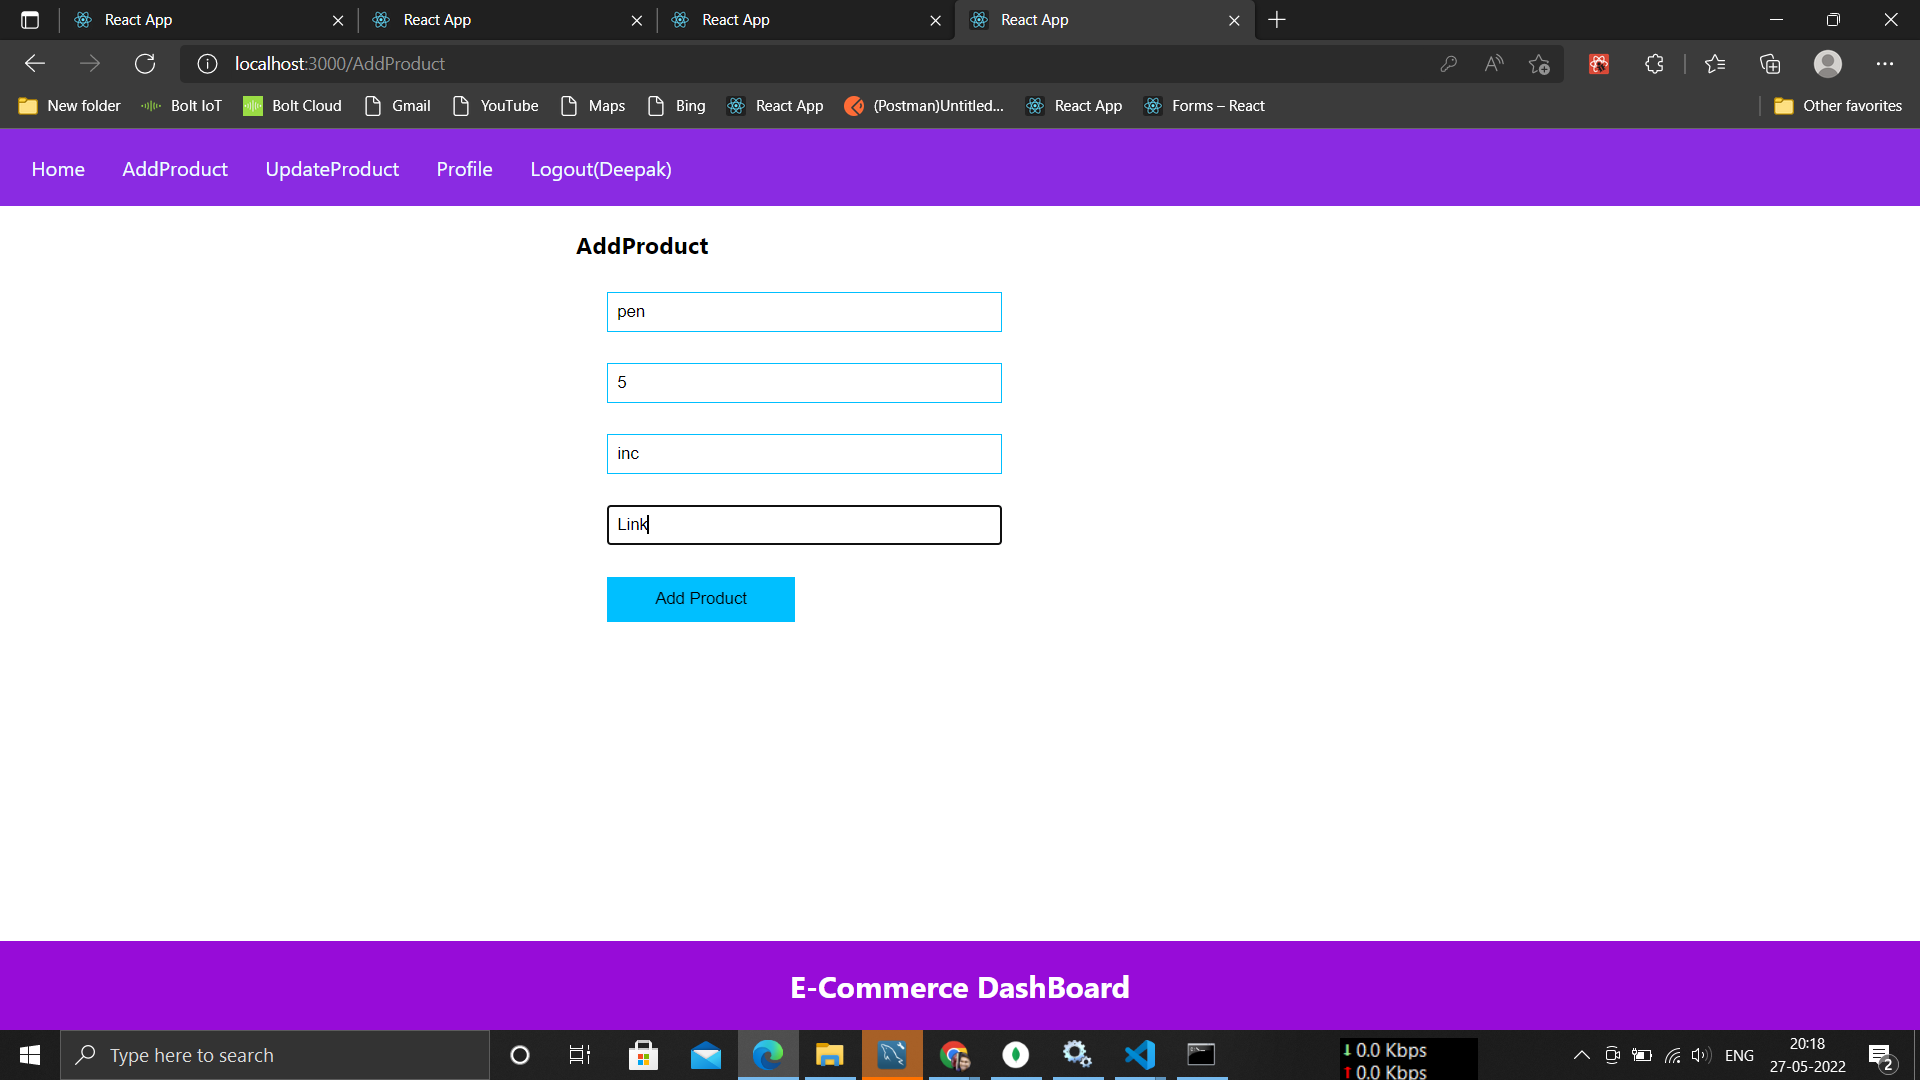 React App React App React App React App
localhost:3000/AddProduct
New folder Bolt IoT Bolt Cloud Gmail YouTube Maps Bing React App (Postman)Untitled... React App Forms – React Other favorites
Home AddProduct UpdateProduct Profile Logout(Deepak)
AddProduct
pen
5
inc
Link
Add Product
E-Commerce DashBoard
Type here to search
0.0 Kbps
0.0 Kbps
ENG
20:18
27-05-2022
2